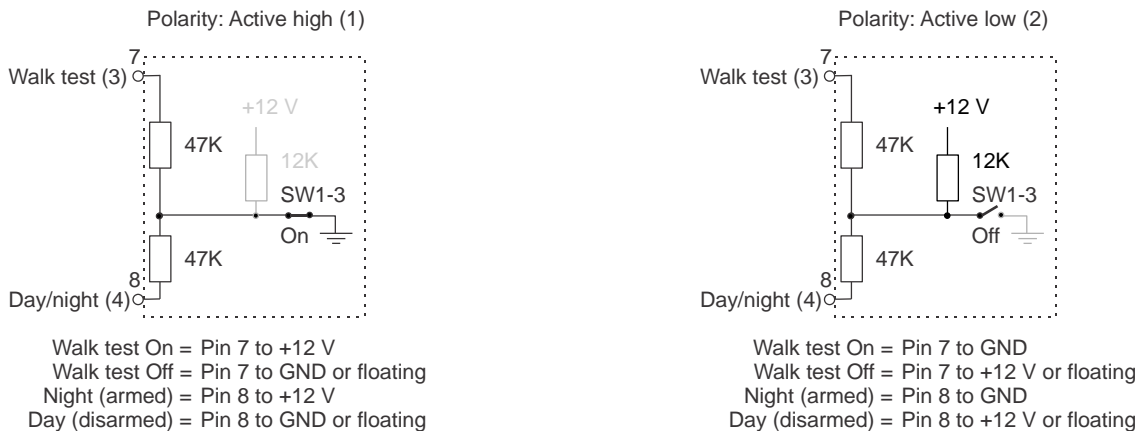 Polarity: Active high (1)
7
Walk test (3)
+12 V
47K
12K
SW1-3
On
47K
8
Day/night (4)
Walk test On = Pin 7 to +12 V
Walk test Off = Pin 7 to GND or floating
Night (armed) = Pin 8 to +12 V
Day (disarmed) = Pin 8 to GND or floating
Polarity: Active low (2)
7
Walk test (3)
+12 V
47K
12K
SW1-3
Off
47K
8
Day/night (4)
Walk test On = Pin 7 to GND
Walk test Off = Pin 7 to +12 V or floating
Night (armed) = Pin 8 to GND
Day (disarmed) = Pin 8 to +12 V or floating